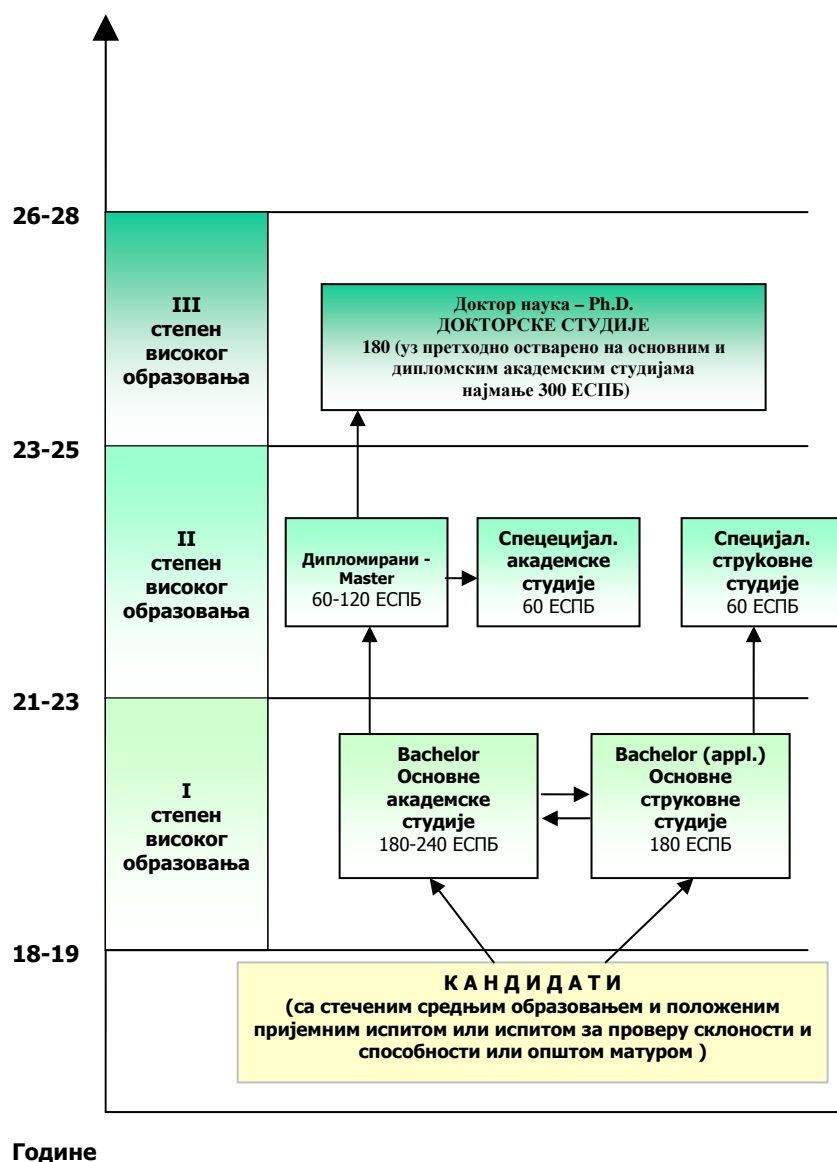 26-28
III
степен
високог
образовања
Доктор наука – Ph.D.
ДОКТОРСКЕ СТУДИЈЕ
180 (уз претходно остварено на основним и
дипломским академским студијама
најмање 300 ЕСПБ)
23-25
II
степен
високог
образовања
Дипломирани -
Master
60-120 ЕСПБ
Спецецијал.
академске
студије
60 ЕСПБ
Специјал.
струковне
студије
60 ЕСПБ
21-23
I
степен
високог
образовања
Bachelor
Основне
академске
студије
180-240 ЕСПБ
Bachelor (appl.)
Основне
струковне
студије
180 ЕСПБ
18-19
К А Н Д И Д А Т И
(са стеченим средњим образовањем и положеним
пријемним испитом или испитом за проверу склоности и
способности или општом матуром )
Године